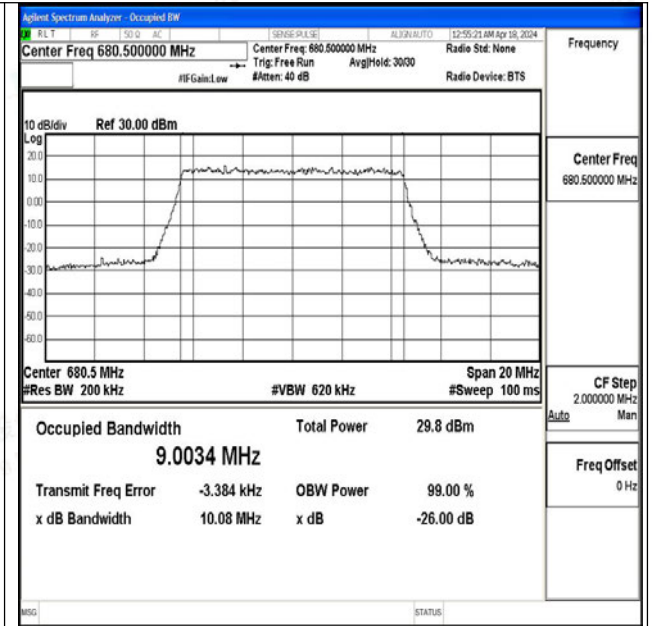 Agilent Spectrum Analyzer - Occupied BW
RLT RF 50 Ω AC SENSE:PULSE ALIGN AUTO 12:55:21 AM Apr 18, 2024
Center Freq 680.500000 MHz Center Freq: 680.500000 MHz Radio Std: None Frequency
Trig: Free Run Avg|Hold: 30/30
#IFGain:Low #Atten: 40 dB Radio Device: BTS
10 dB/div Ref 30.00 dBm
Log
20.0
10.0
0.00
-10.0
-20.0
-30.0
-40.0
-50.0
-60.0
Center Freq
680.500000 MHz
Center 680.5 MHz Span 20 MHz
#Res BW 200 kHz #VBW 620 kHz #Sweep 100 ms
CF Step
2.000000 MHz
Auto Man
Occupied Bandwidth Total Power 29.8 dBm
9.0034 MHz
Freq Offset
0 Hz
Transmit Freq Error -3.384 kHz OBW Power 99.00 %
x dB Bandwidth 10.08 MHz x dB -26.00 dB
MSG STATUS